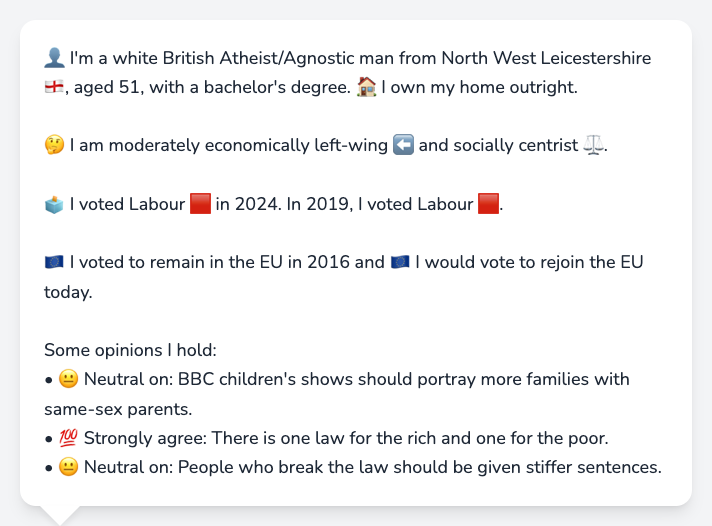 👤 I'm a white British Atheist/Agnostic man from North West Leicestershire
🏴󠁧󠁢󠁥󠁮󠁧󠁿, aged 51, with a bachelor's degree. 🏠 I own my home outright.
🤔 I am moderately economically left-wing ⬅️ and socially centrist ⚖️.
🗳️ I voted Labour 🟥 in 2024. In 2019, I voted Labour 🟥.
🇪🇺 I voted to remain in the EU in 2016 and 🇪🇺 I would vote to rejoin the EU
today.
Some opinions I hold:
• 😐 Neutral on: BBC children's shows should portray more families with
same-sex parents.
• 💯 Strongly agree: There is one law for the rich and one for the poor.
• 😐 Neutral on: People who break the law should be given stiffer sentences.